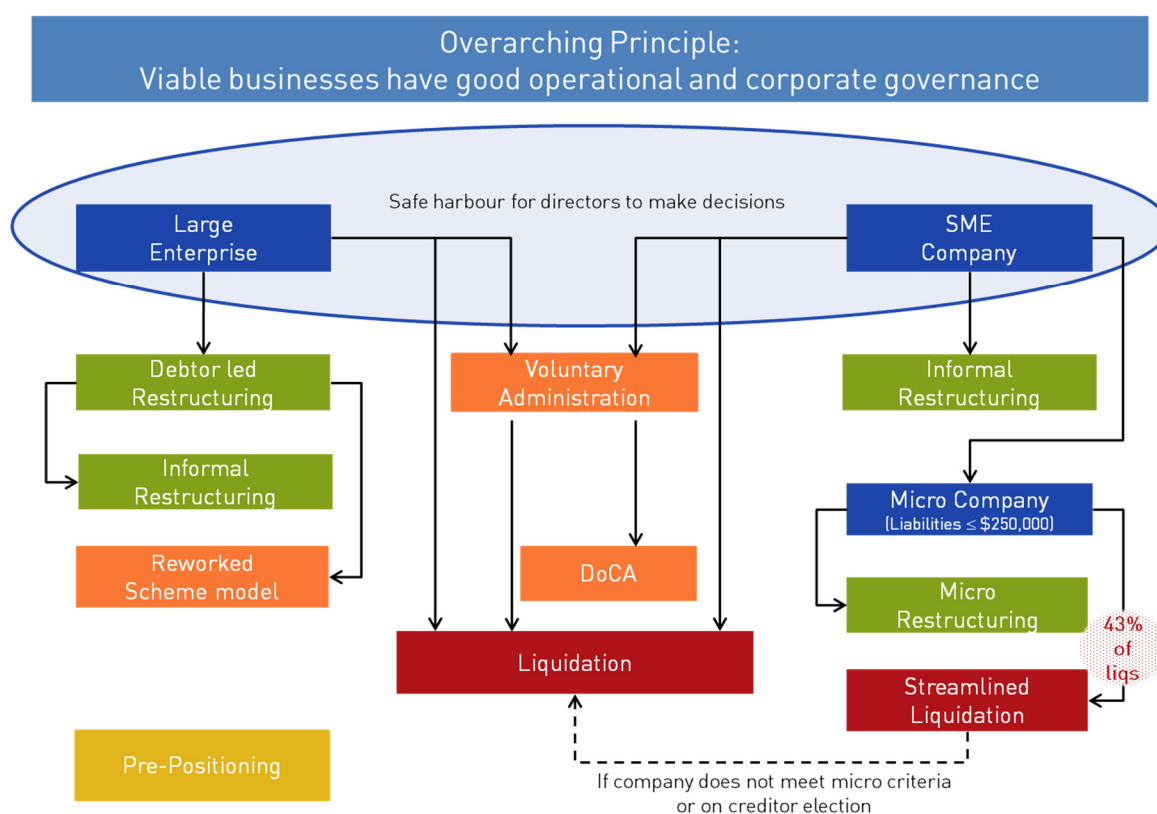 Overarching Principle:
Viable businesses have good operational and corporate governance
Safe harbour for directors to make decisions
Large
Enterprise
SME
Company
Debtor led
Restructuring
Voluntary
Administration
Informal
Restructuring
Informal
Restructuring
Micro Company
(Liabilities ≤ $250,000)
Reworked
Scheme model
DoCA
Micro
Restructuring
43%
of
liqs
Liquidation
Streamlined
Liquidation
Pre-Positioning
If company does not meet micro criteria
or on creditor election